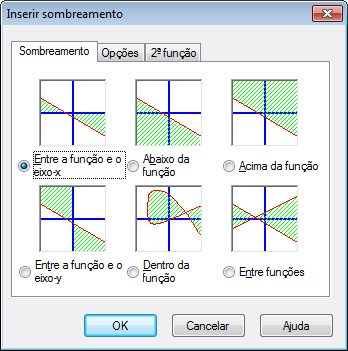 Inserir sombreamento
Sombreamento
Opções
2ª função
Entre a função e o
eixo-x
Abaixo da
função
Acima da função
Entre a função e o
eixo-y
Dentro da
função
Entre funções
OK
Cancelar
Ajuda